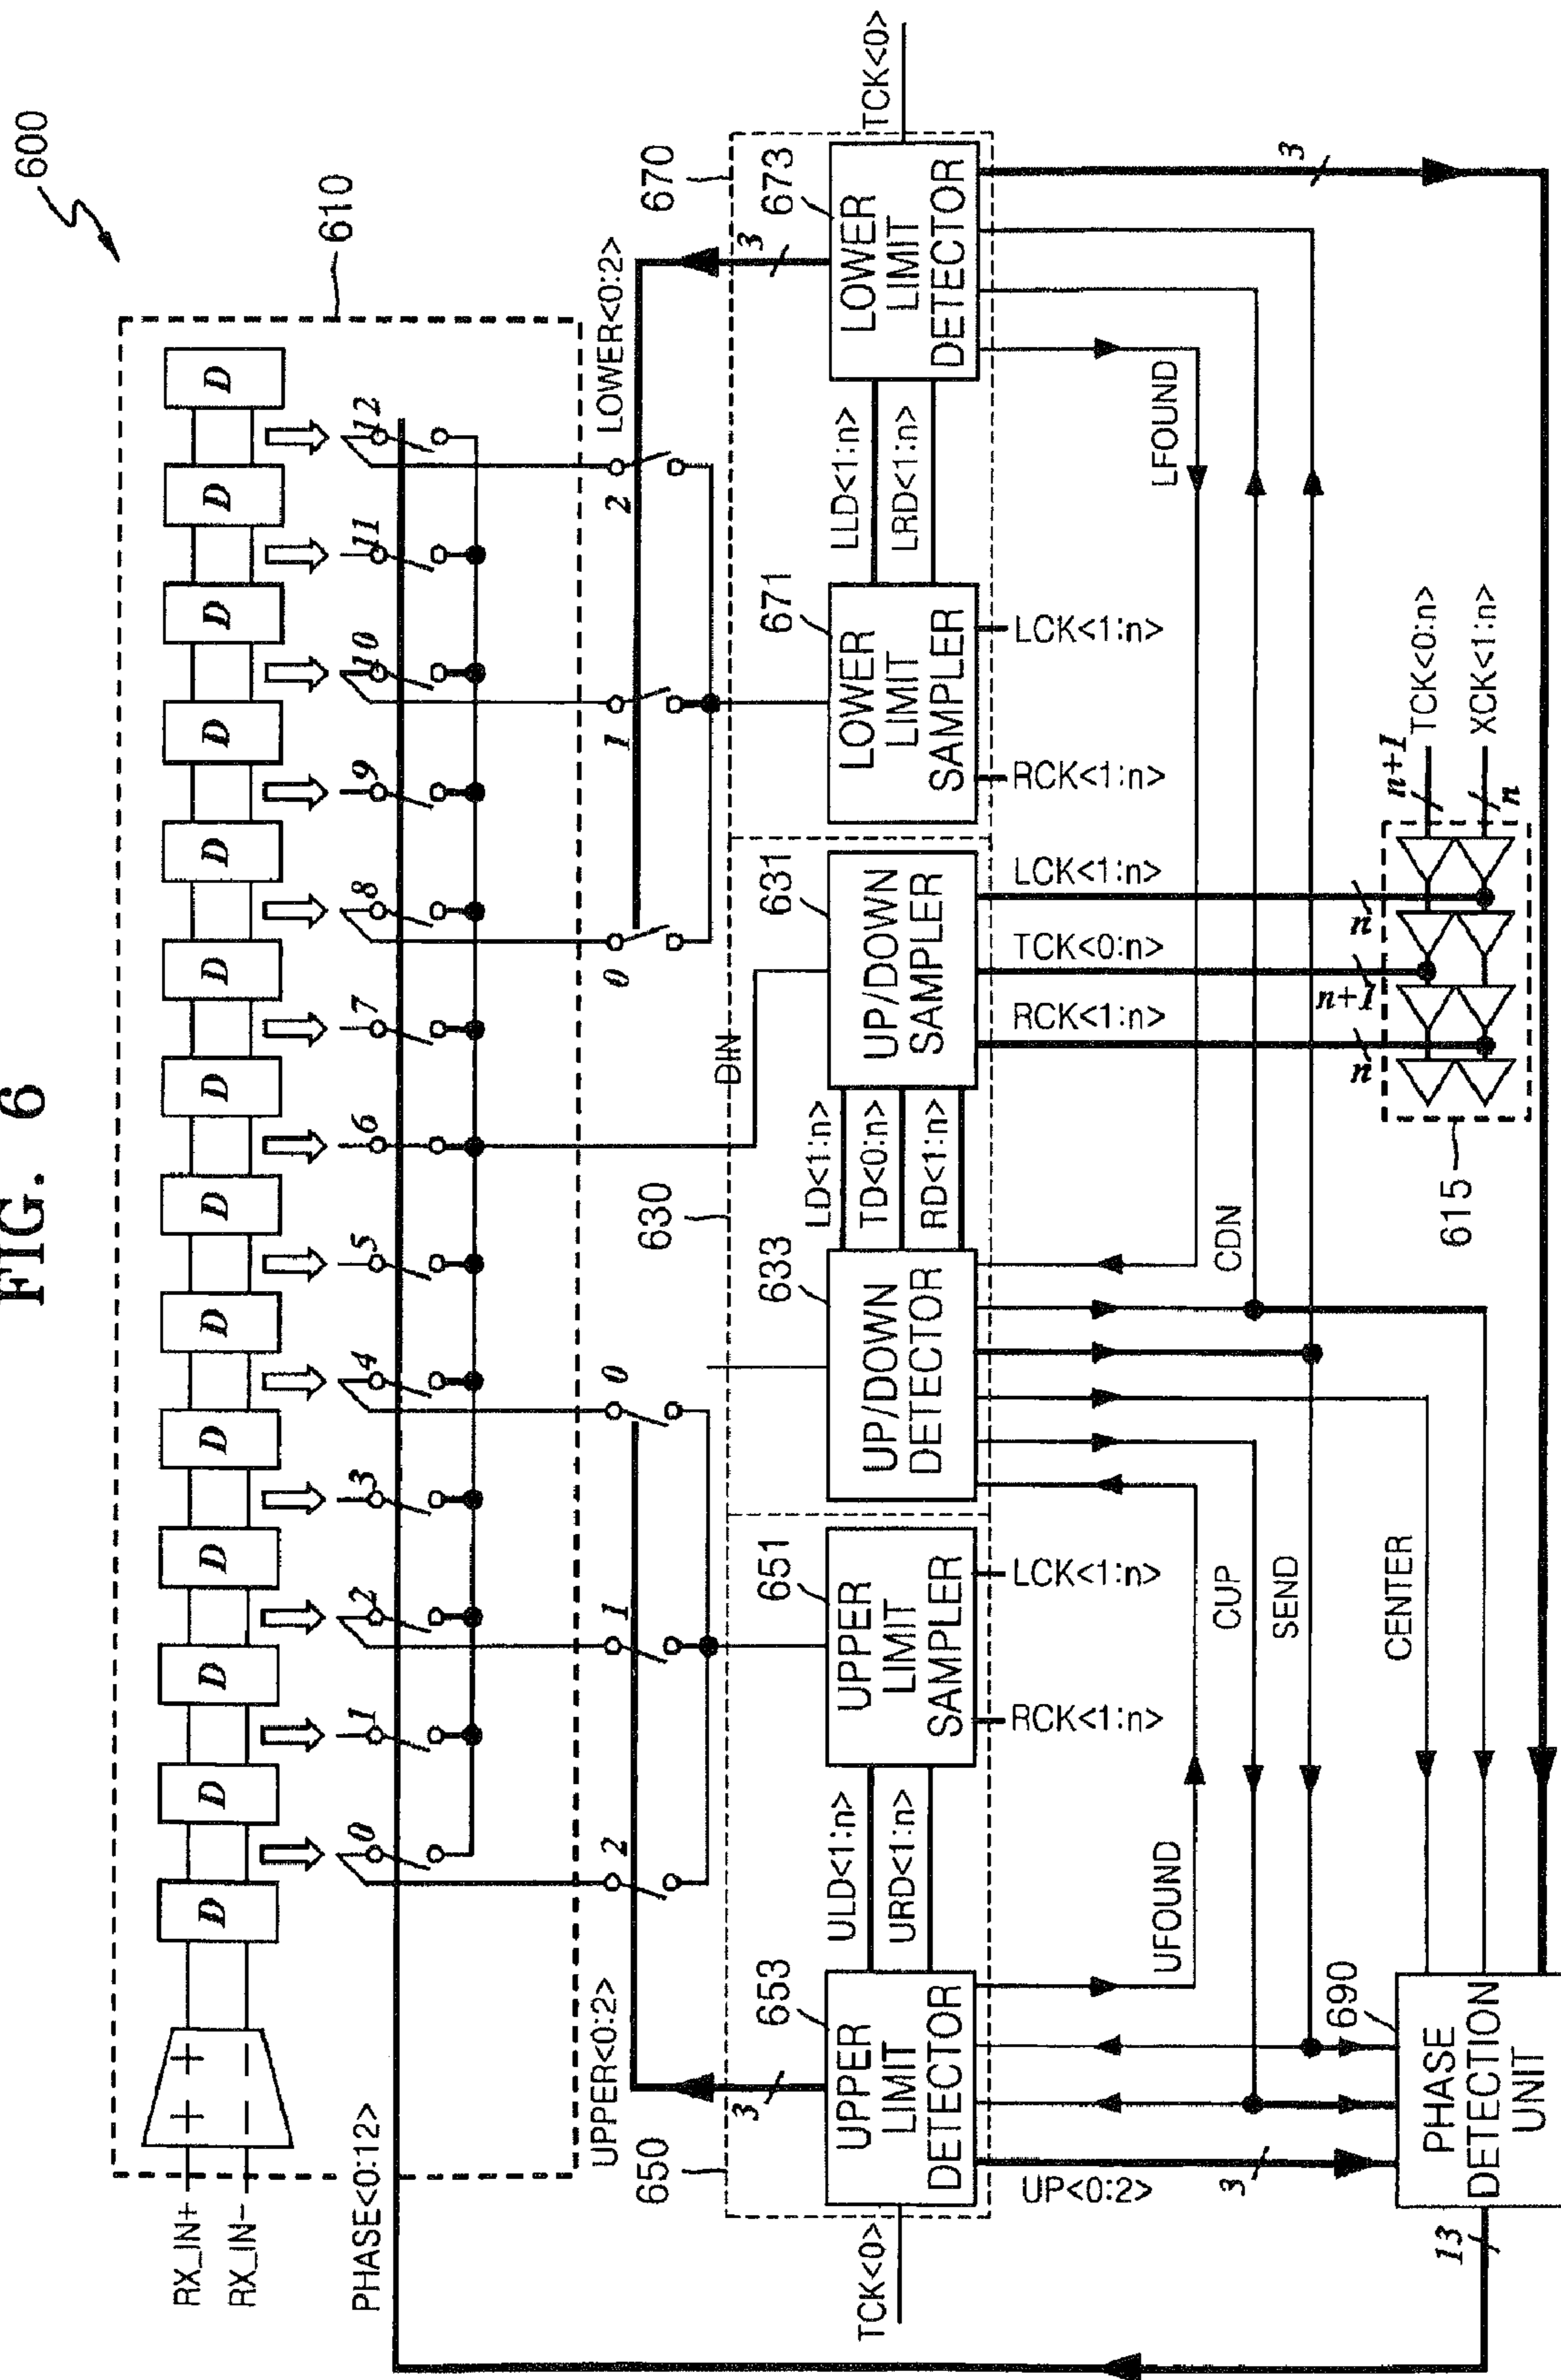 FIG. 6
600
610
RX_IN+
RX_IN-
+ +
- -
D
D
D
D
D
D
D
D
D
D
D
D
D
D
PHASE<0:12>
0
1
2
3
4
5
6
7
8
9
10
11
12
UPPER<0:2>
2
1
0
LOWER<0:2>
0
1
2
DIN
650
630
670
3
3
TCK<0>
653
UPPER
LIMIT
DETECTOR
ULD<1:n>
URD<1:n>
651
UPPER
LIMIT
SAMPLER
RCK<1:n>
LCK<1:n>
633
UP/DOWN
DETECTOR
LD<1:n>
TD<0:n>
RD<1:n>
631
UP/DOWN
SAMPLER
RCK<1:n>
TCK<0:n>
LCK<1:n>
671
LOWER
LIMIT
SAMPLER
RCK<1:n>
LCK<1:n>
LLD<1:n>
LRD<1:n>
673
LOWER
LIMIT
DETECTOR
TCK<0>
UP<0:2>
3
UFOUND
CUP
SEND
CENTER
CDN
LFOUND
3
n
n+1
n
615
n+1
TCK<0:n>
n
XCK<1:n>
690
PHASE
DETECTION
UNIT
13